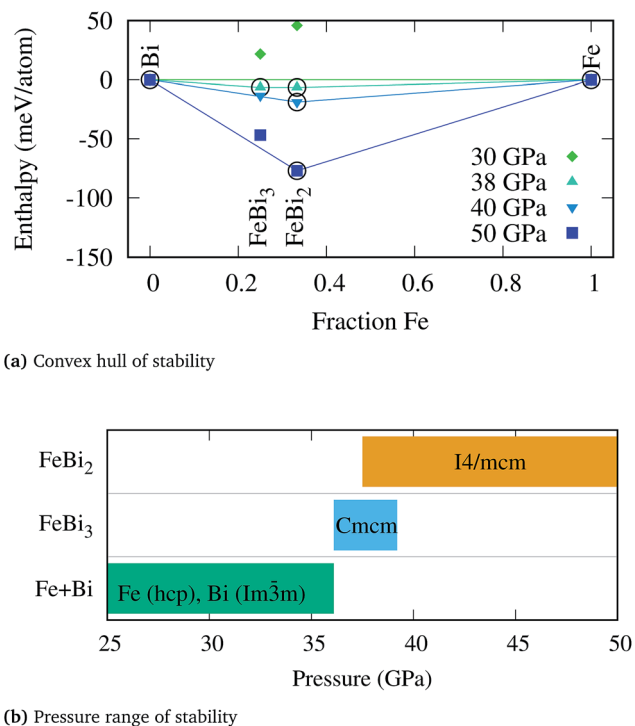 50
0
-50
-100
-150
Enthalpy (meV/atom)
Bi
FeBi₃
FeBi₂
Fe
30 GPa
38 GPa
40 GPa
50 GPa
0 0.2 0.4 0.6 0.8 1
Fraction Fe
(a) Convex hull of stability
FeBi₂
I4/mcm
FeBi₃
Cmcm
Fe+Bi
Fe (hcp), Bi (Im3̄m)
25 30 35 40 45 50
Pressure (GPa)
(b) Pressure range of stability